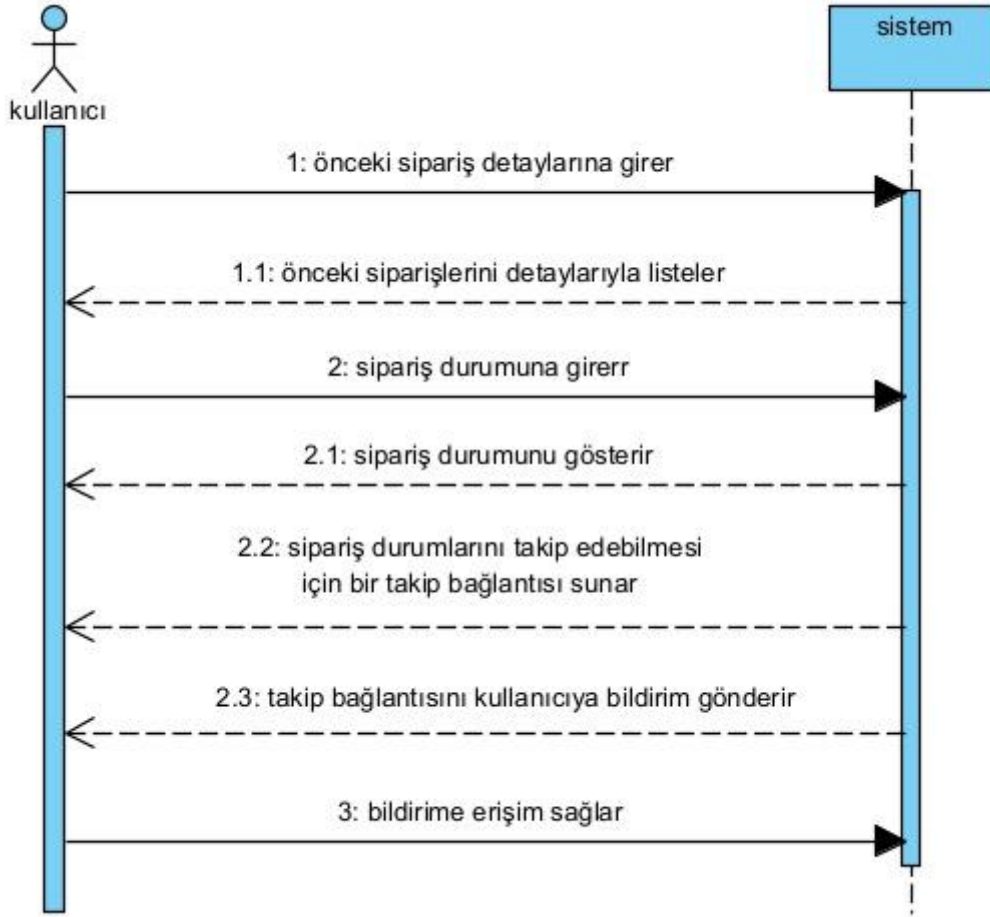 sistem
kullanıcı
1: önceki sipariş detaylarına girer
1.1: önceki siparişlerini detaylarıyla listeler
2: sipariş durumuna girerr
2.1: sipariş durumunu gösterir
2.2: sipariş durumlarını takip edebilmesi
için bir takip bağlantısı sunar
2.3: takip bağlantısını kullanıcıya bildirim gönderir
3: bildirime erişim sağlar